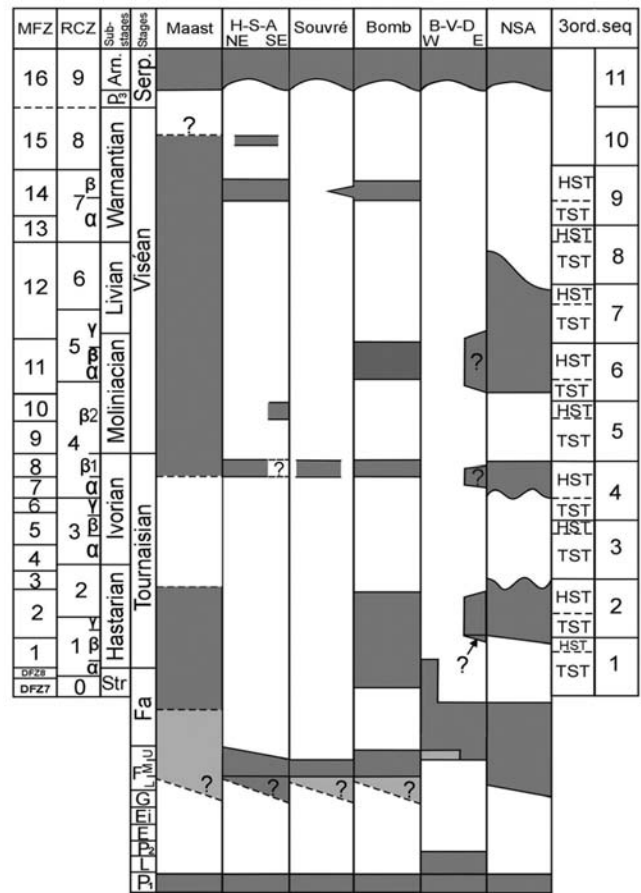 MFZ RCZ Sub-stages Stages Maast H-S-A NE SE Souvré Bomb B-V-D W E NSA 3ord.seq
16 9 Arn. Serp. 11
P3
?
15 8 Warnantian Viséan 10
14 β HST 9
7
13 α TST
HST 8
12 6 Livian TST
HST 7
γ TST
11 5 β ? HST 6
α Moliniacian TST
10 β2 HST 5
9 4 TST
8 β1 ? ? HST 4
7 α Ivorian Tournaisian
6 γ TST
5 3 β HST 3
4 α TST
3
2 2 Hastarian HST 2
γ TST
1 1 β HST 1
α ? TST
DFZ8
DFZ7 0 Str Fa
F L M U
? ? ? ?
G
Ei
E
P2
L
P1